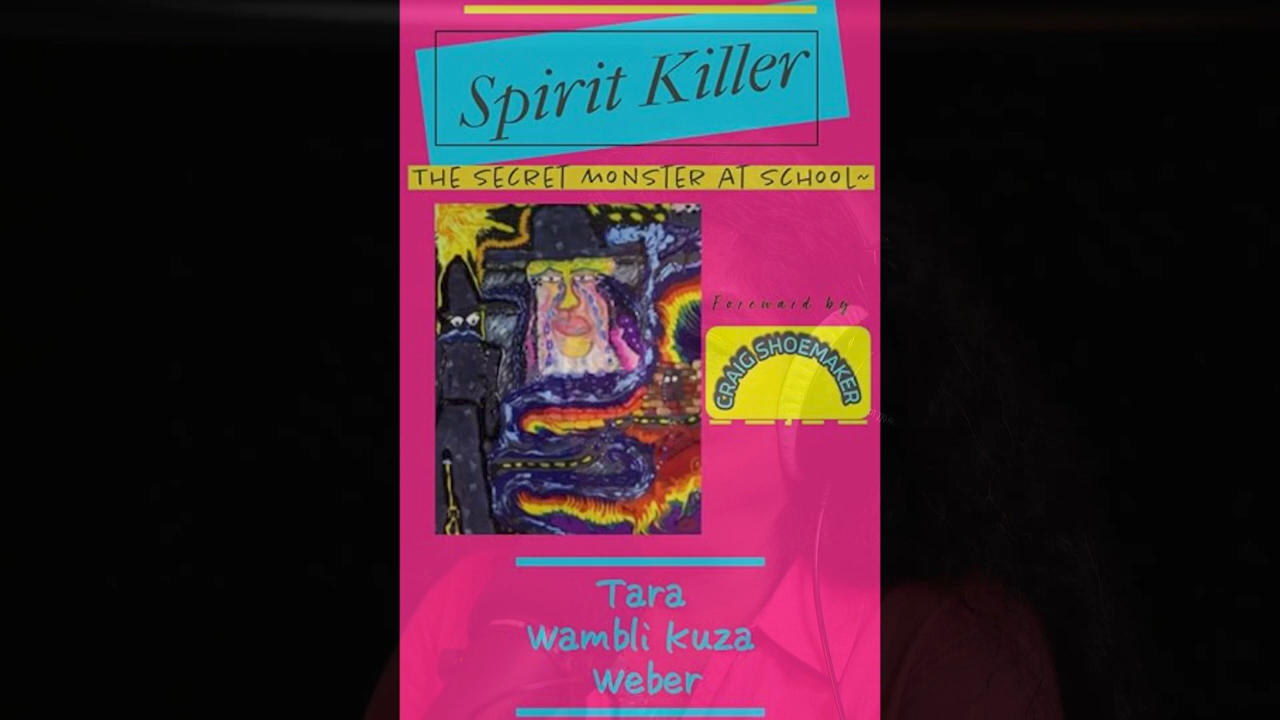 Spirit Killer
THE SECRET MONSTER AT SCHOOL~
Foreward by
CRAIG SHOEMAKER
Tara
Wambli Kuza
Weber